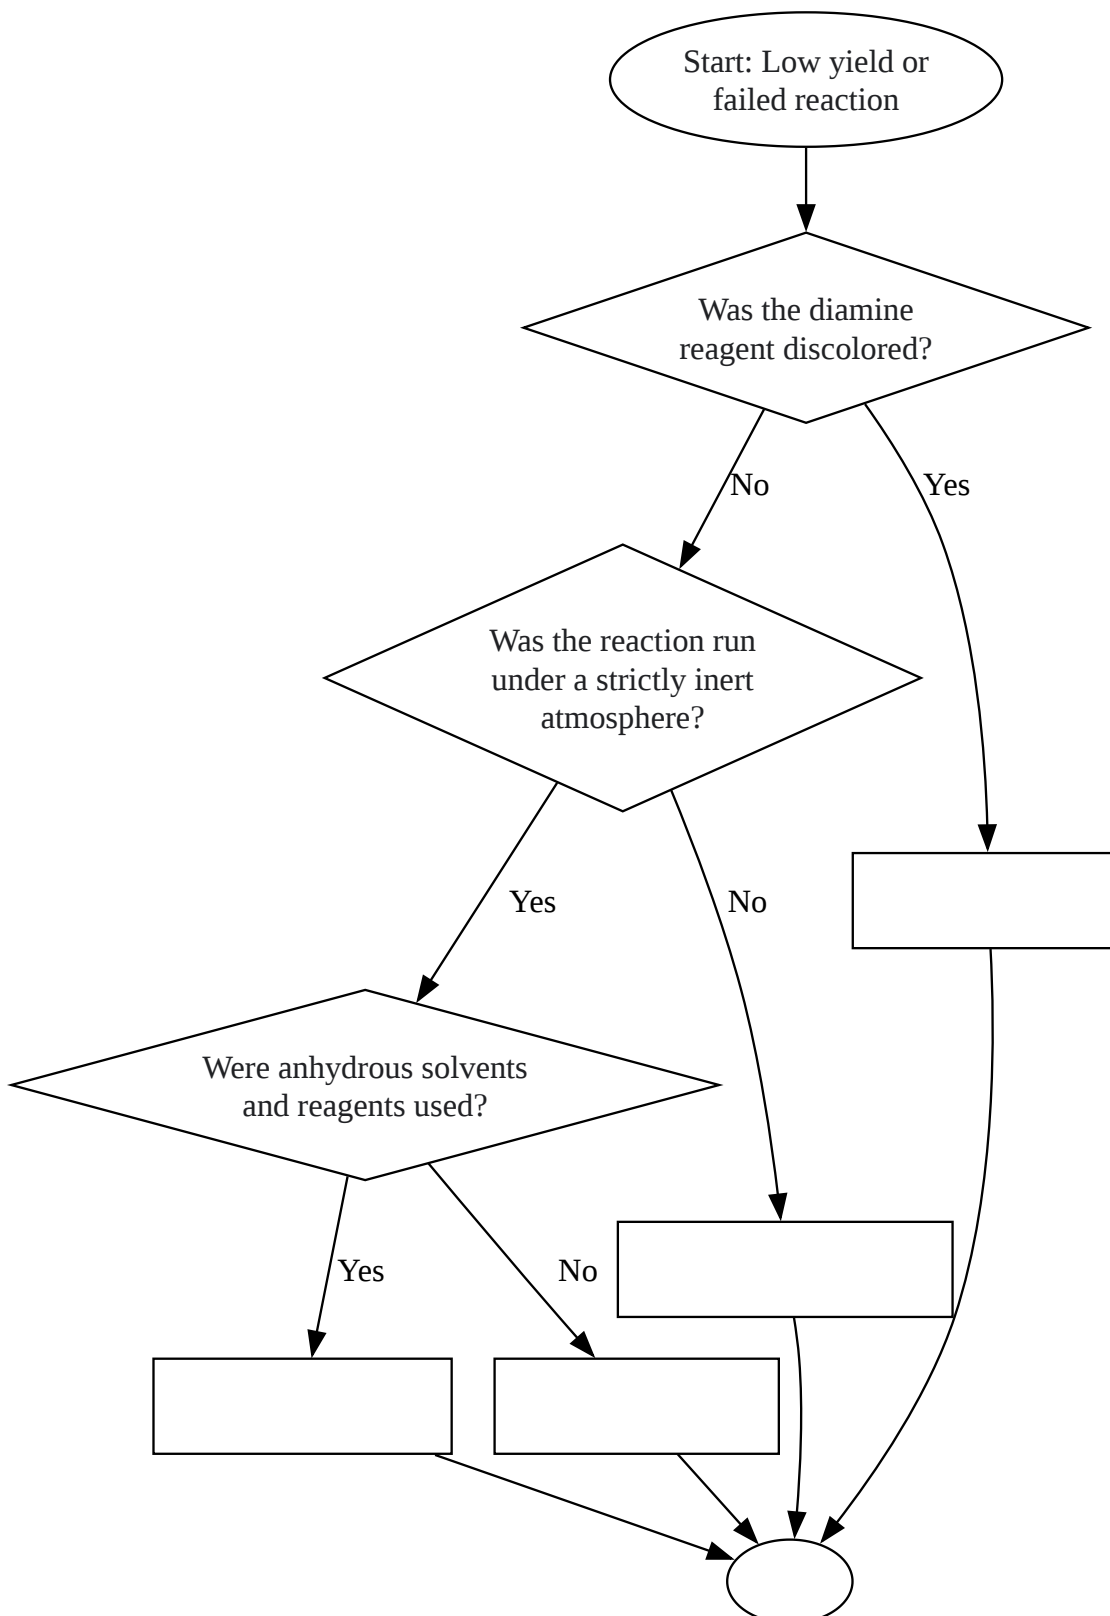 Start: Low yield or
failed reaction
Was the diamine
reagent discolored?
No
Yes
Was the reaction run
under a strictly inert
atmosphere?
Yes
No
Were anhydrous solvents
and reagents used?
Yes
No